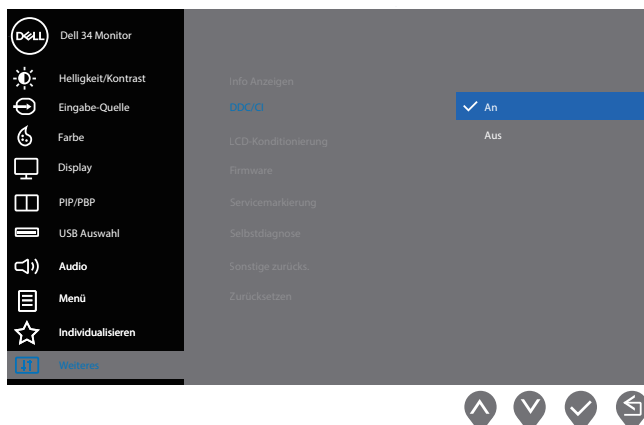 DELL
Dell 34 Monitor
Helligkeit/Kontrast
Eingabe-Quelle
Farbe
Display
PIP/PBP
USB Auswahl
Audio
Menü
Individualisieren
Weiteres
Info Anzeigen
DDC/CI
LCD-Konditionierung
Firmware
Servicemarkierung
Selbstdiagnose
Sonstige zurücks.
Zurücksetzen
An
Aus